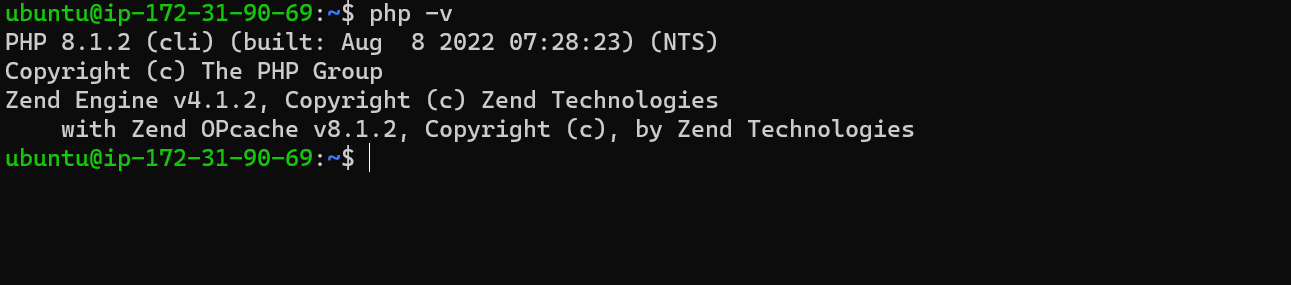 ubuntu@ip-172-31-90-69:~$ php -v
PHP 8.1.2 (cli) (built: Aug  8 2022 07:28:23) (NTS)
Copyright (c) The PHP Group
Zend Engine v4.1.2, Copyright (c) Zend Technologies
    with Zend OPcache v8.1.2, Copyright (c), by Zend Technologies
ubuntu@ip-172-31-90-69:~$